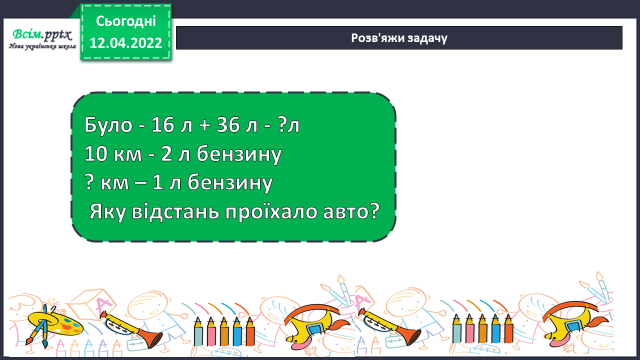 Всім.pptx
Нова українська школа
Сьогодні
12.04.2022
Розв'яжи задачу
Було - 16 л + 36 л - ?л
10 км - 2 л бензину
? км – 1 л бензину
Яку відстань проїхало авто?